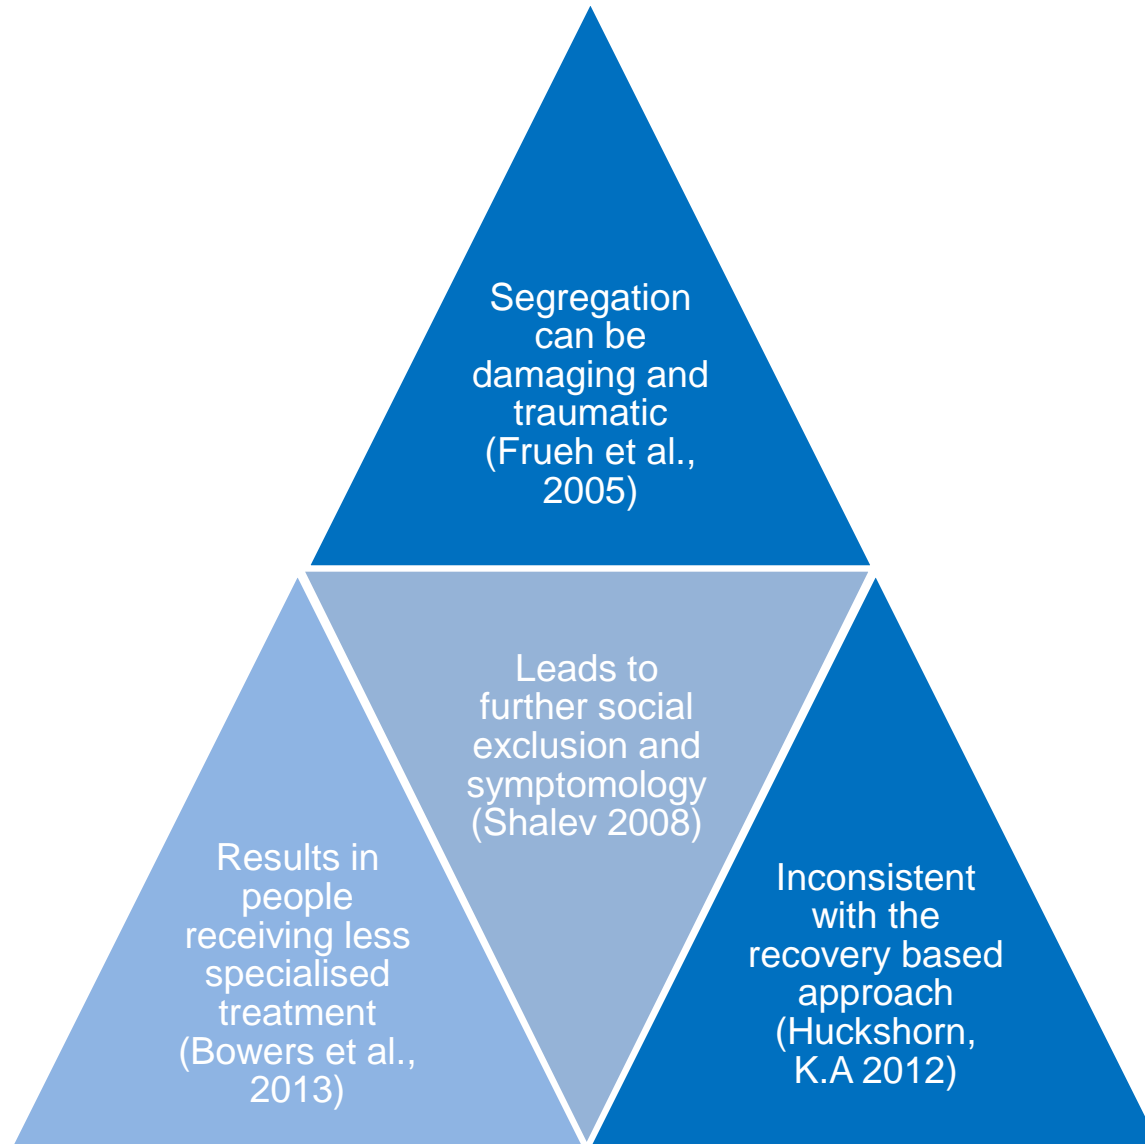 Segregation
can be
damaging and
traumatic
(Frueh et al.,
2005)
Leads to
further social
exclusion and
symptomology
(Shalev 2008)
Results in
people
receiving less
specialised
treatment
(Bowers et al.,
2013)
Inconsistent
with the
recovery based
approach
(Huckshorn,
K.A 2012)